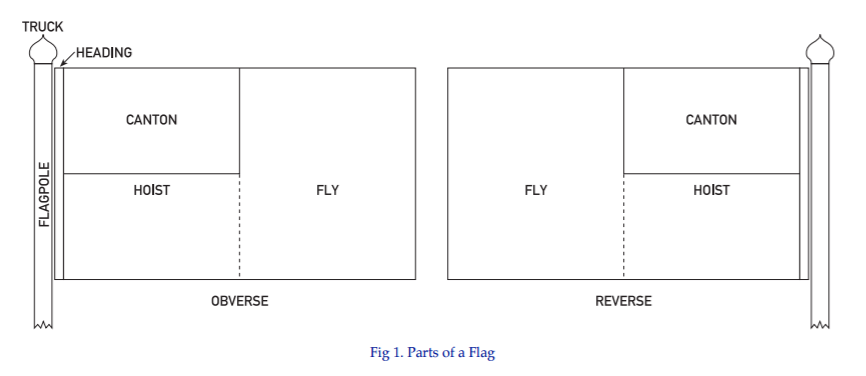 TRUCK
HEADING
CANTON
CANTON
FLAGPOLE
HOIST
FLY
FLY
HOIST
OBVERSE
REVERSE
Fig 1. Parts of a Flag